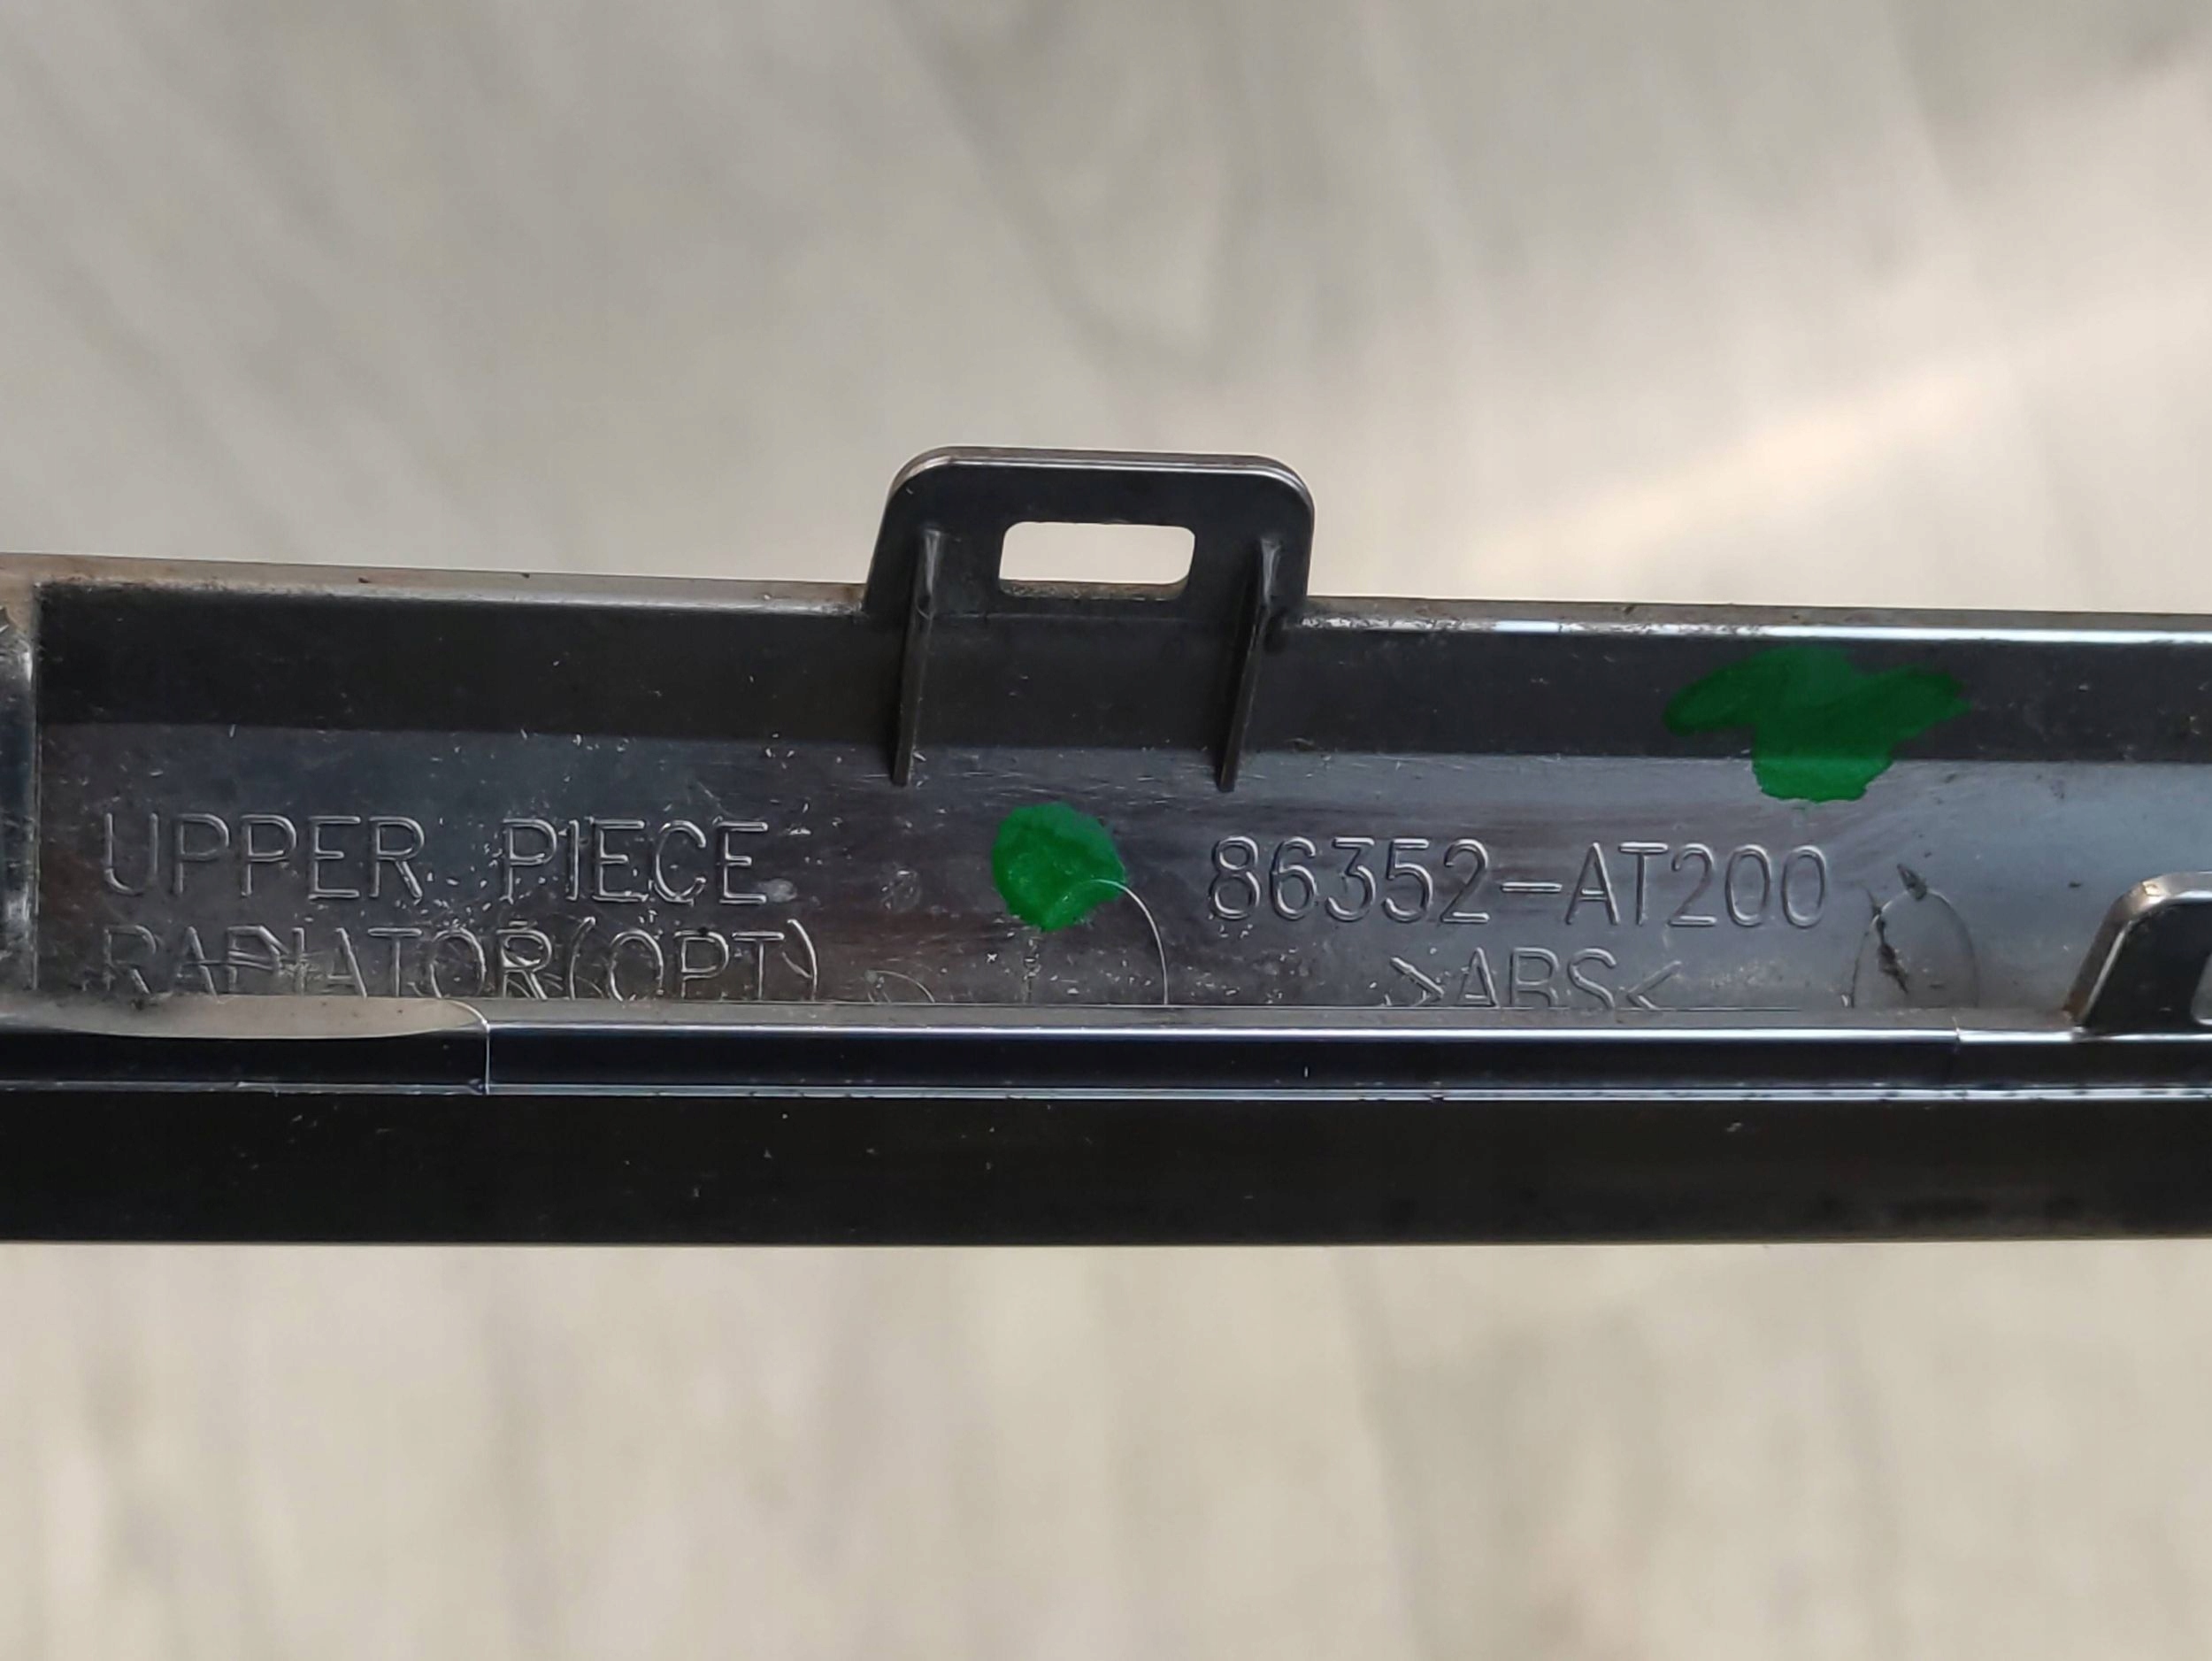 UPPER PIECE
RADIATOR(OPT)
86352-AT200
>ABS<